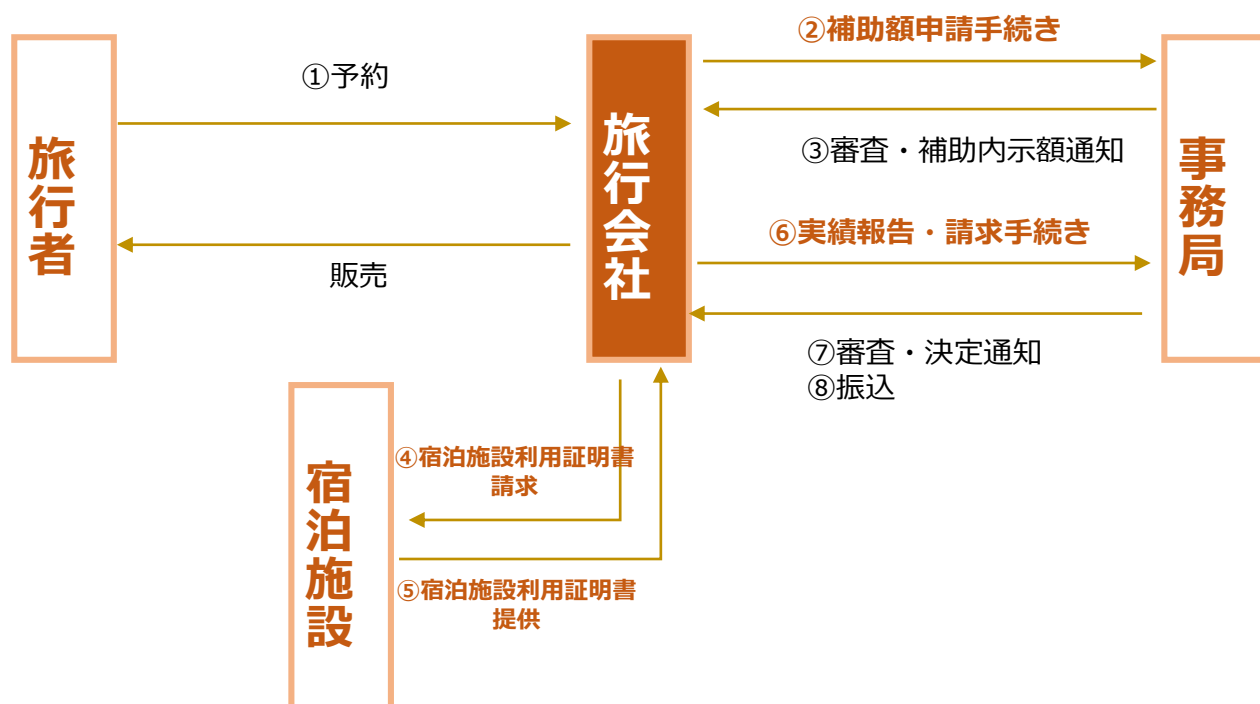 ②補助額申請手続き
①予約
③審査・補助内示額通知
旅行者
旅行会社
事務局
⑥実績報告・請求手続き
販売
⑦審査・決定通知
⑧振込
④宿泊施設利用証明書
請求
宿泊施設
⑤宿泊施設利用証明書
提供